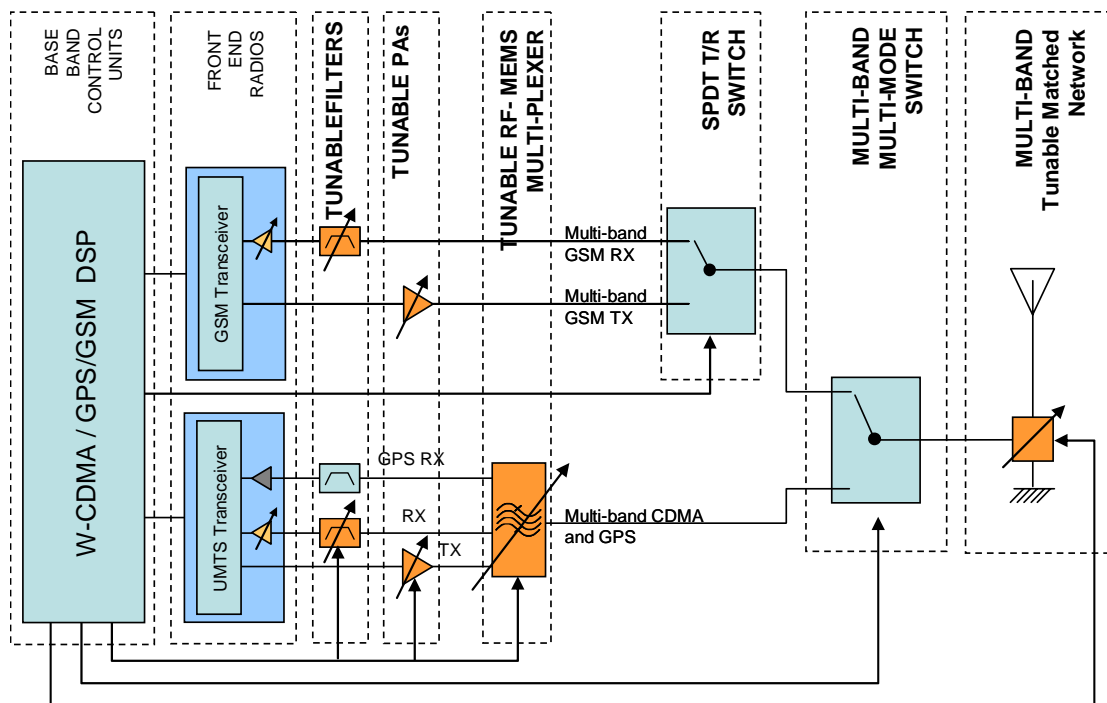 BASE
BAND
CONTROL
UNITS
FRONT
END
RADIOS
TUNABLEFILTERS
TUNABLE PAs
TUNABLE RF- MEMS
MULTI-PLEXER
SPDT T/R
SWITCH
MULTI-BAND
MULTI-MODE
SWITCH
MULTI-BAND
Tunable Matched
Network
W-CDMA / GPS/GSM DSP
GSM Transceiver
Multi-band
GSM RX
Multi-band
GSM TX
UMTS Transceiver
GPS RX
RX
TX
Multi-band CDMA
and GPS